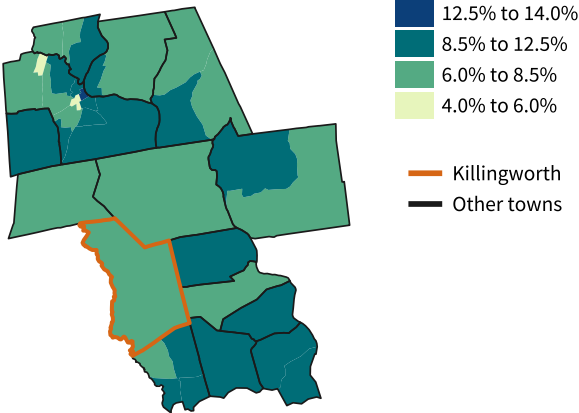 12.5% to 14.0%
8.5% to 12.5%
6.0% to 8.5%
4.0% to 6.0%
Killingworth
Other towns